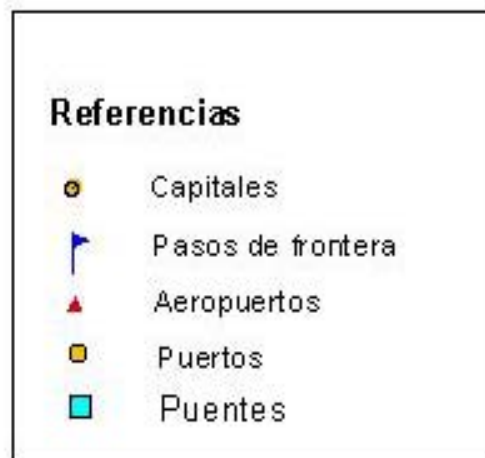 Referencias
Capitales
Pasos de frontera
Aeropuertos
Puertos
Puentes